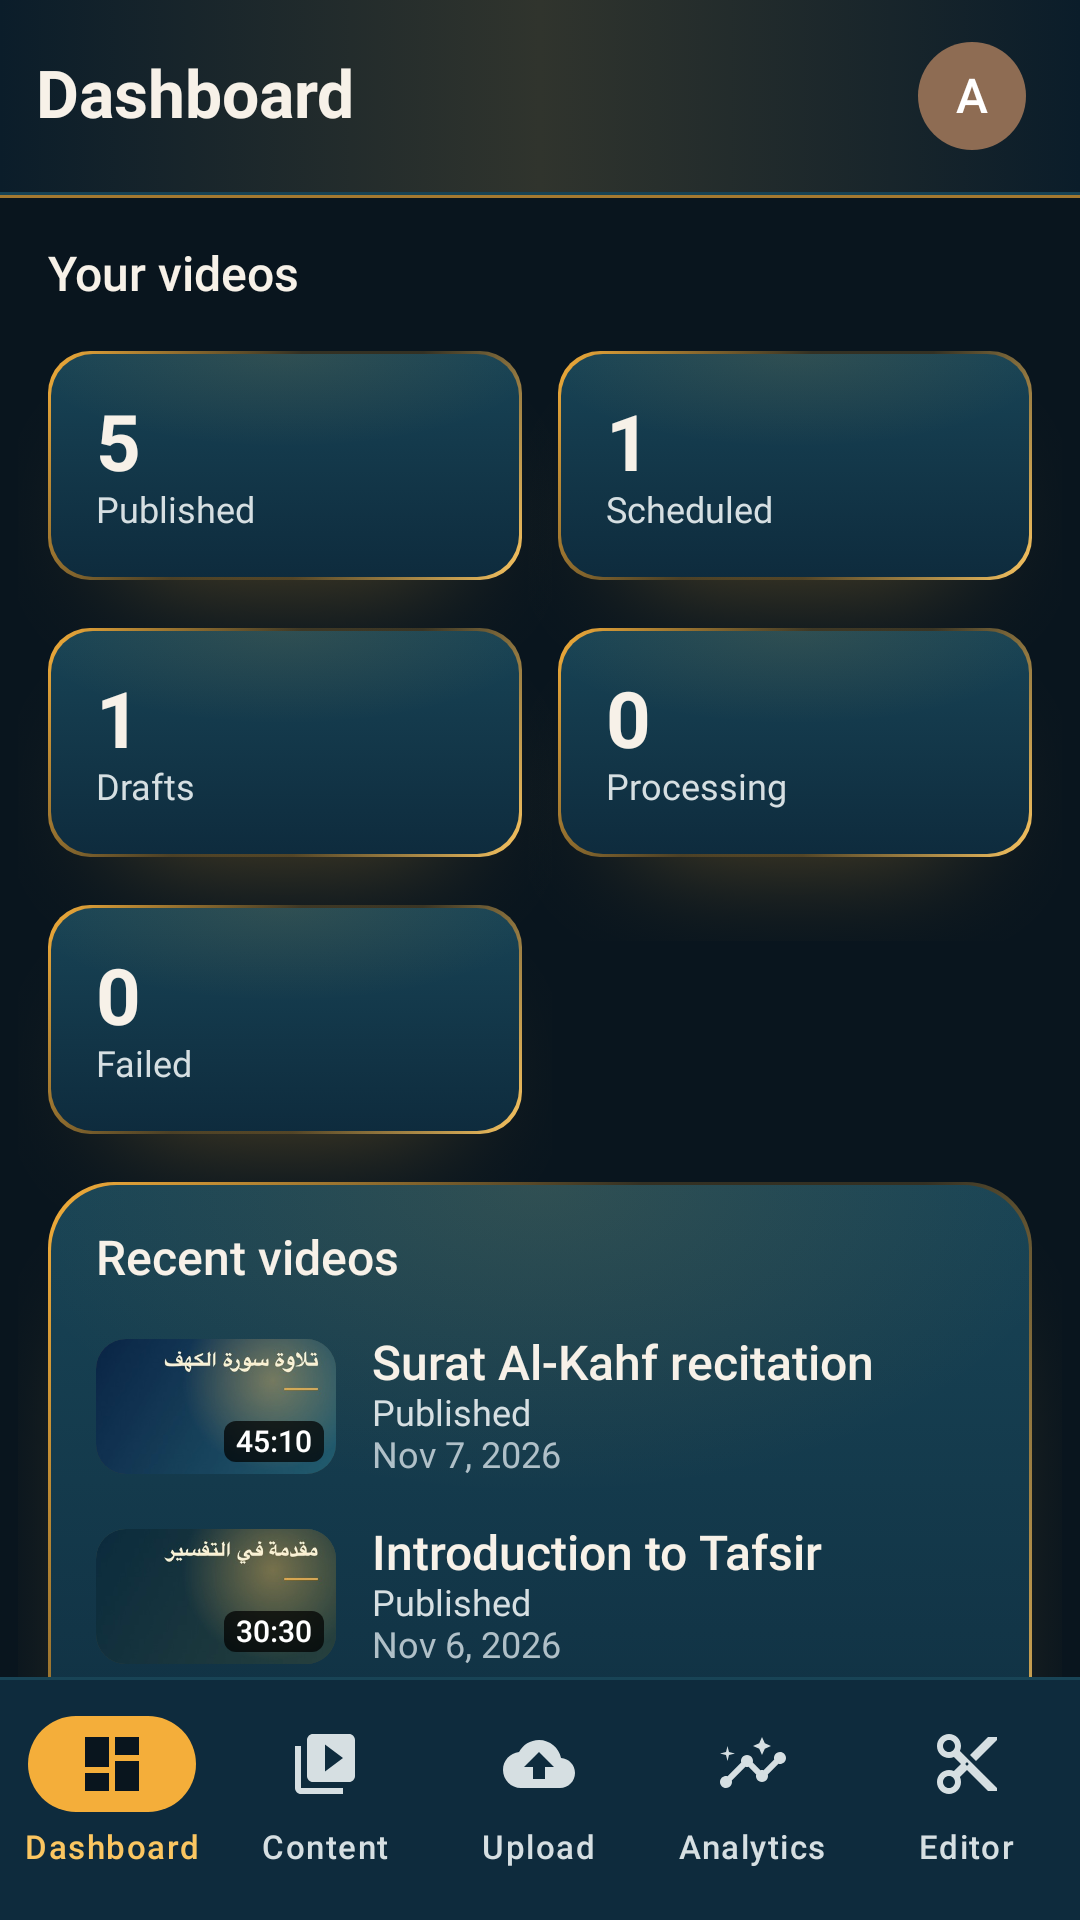 Dashboard
A
Your videos
5
Published
1
Scheduled
1
Drafts
0
Processing
0
Failed
Recent videos
تلاوة سورة الكهف
45:10
Surat Al-Kahf recitation
Published
Nov 7, 2026
مقدمة في التفسير
30:30
Introduction to Tafsir
Published
Nov 6, 2026
Dashboard
Content
Upload
Analytics
Editor